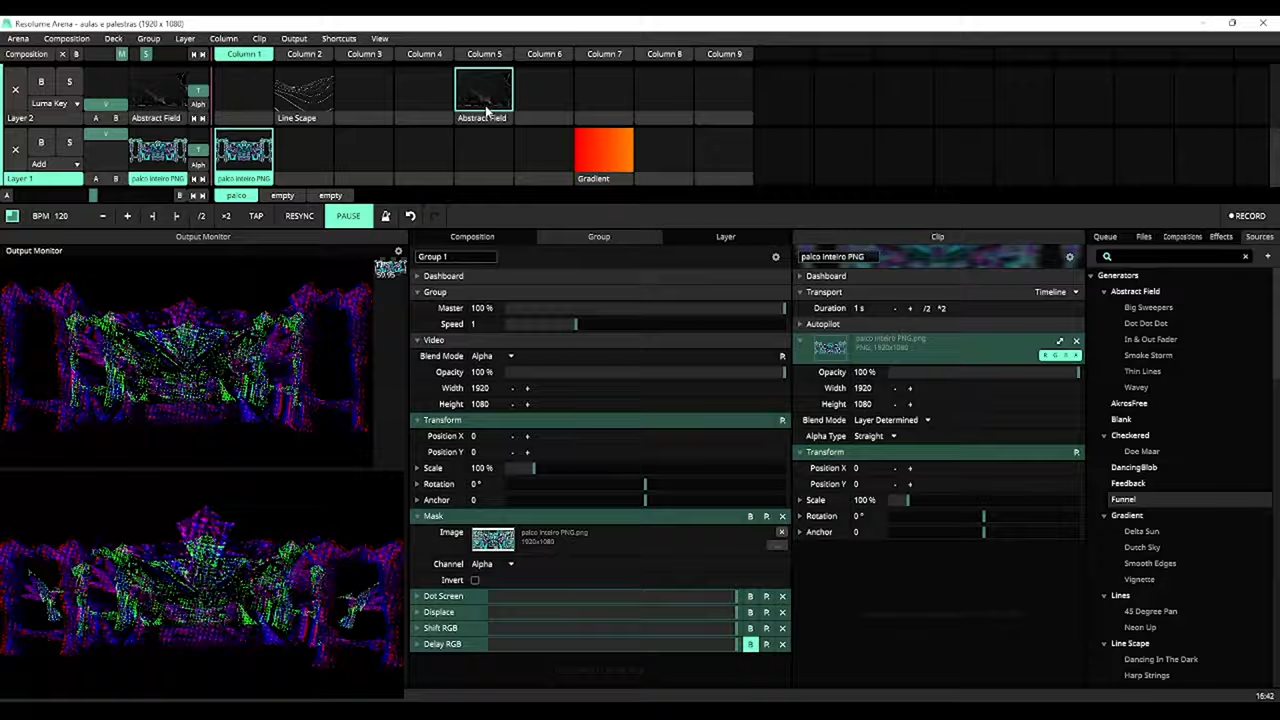 Resolume Arena - aulas e palestras (1920 x 1080)
Arena Composition Deck Group Layer Column Clip Output Shortcuts View
Composition X B M S Column 1 Column 2 Column 3 Column 4 Column 5 Column 6 Column 7 Column 8 Column 9
B S T
Luma Key V Alph
Layer 2 A B Abstract Field Line Scape Abstract Field
B S V T
Add Alph
Layer 1 A B palco inteiro PNG palco inteiro PNG Gradient
A B palco empty empty
BPM 120 - + /2 ×2 TAP RESYNC PAUSE RECORD
Output Monitor Composition Group Layer Clip Queue Files Compositions Effects Sources
Output Monitor
Group 1
palco inteiro PNG
Dashboard
Group
Master 100 %
Speed 1
Video
Blend Mode Alpha R
Opacity 100 %
Width 1920 - +
Height 1080 - +
Transform R
Position X 0 - +
Position Y 0 - +
Scale 100 %
Rotation 0 °
Anchor 0
Mask B R X
Image palco inteiro PNG.png
1920x1080
Channel Alpha
Invert
Dot Screen B R X
Displace B R X
Shift RGB B R X
Delay RGB B R X
Dashboard
Transport Timeline
Duration 1 s - + /2 *2
Autopilot
palco inteiro PNG.png
PNG, 1920x1080
R G B A
Opacity 100 %
Width 1920 - +
Height 1080 - +
Blend Mode Layer Determined
Alpha Type Straight
Transform R
Position X 0 - +
Position Y 0 - +
Scale 100 %
Rotation 0 °
Anchor 0
Generators
Abstract Field
Big Sweepers
Dot Dot Dot
In & Out Fader
Smoke Storm
Thin Lines
Wavey
AkrosFree
Blank
Checkered
Doe Maar
DancingBlob
Feedback
Funnel
Gradient
Delta Sun
Dutch Sky
Smooth Edges
Vignette
Lines
45 Degree Pan
Neon Up
Line Scape
Dancing In The Dark
Harp Strings
16:42